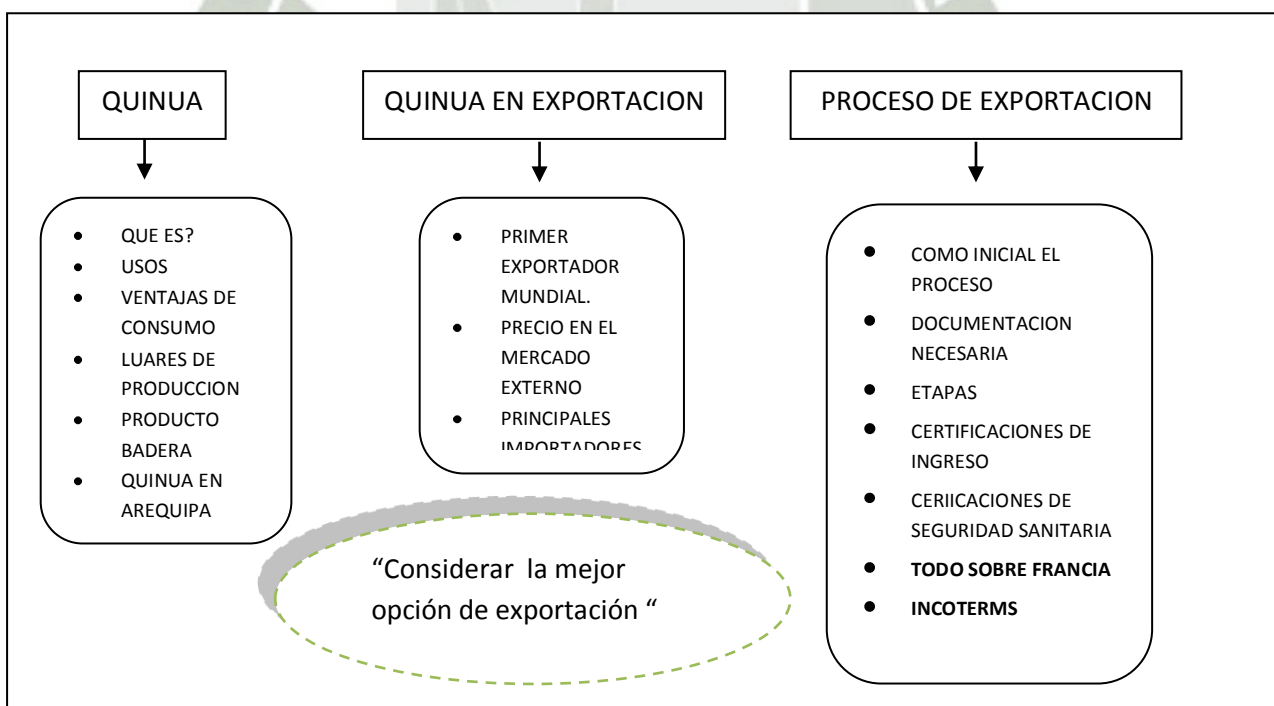 QUINUA
QUE ES?
USOS
VENTAJAS DE
CONSUMO
LUARES DE
PRODUCCION
PRODUCTO
BADERA
QUINUA EN
AREQUIPA
QUINUA EN EXPORTACION
PRIMER
EXPORTADOR
MUNDIAL.
PRECIO EN EL
MERCADO
EXTERNO
PRINCIPALES
IMPORTADORES
PROCESO DE EXPORTACION
COMO INICIAL EL
PROCESO
DOCUMENTACION
NECESARIA
ETAPAS
CERTIFICACIONES DE
INGRESO
CERIICACIONES DE
SEGURIDAD SANITARIA
TODO SOBRE FRANCIA
INCOTERMS
“Considerar la mejor
opción de exportación “